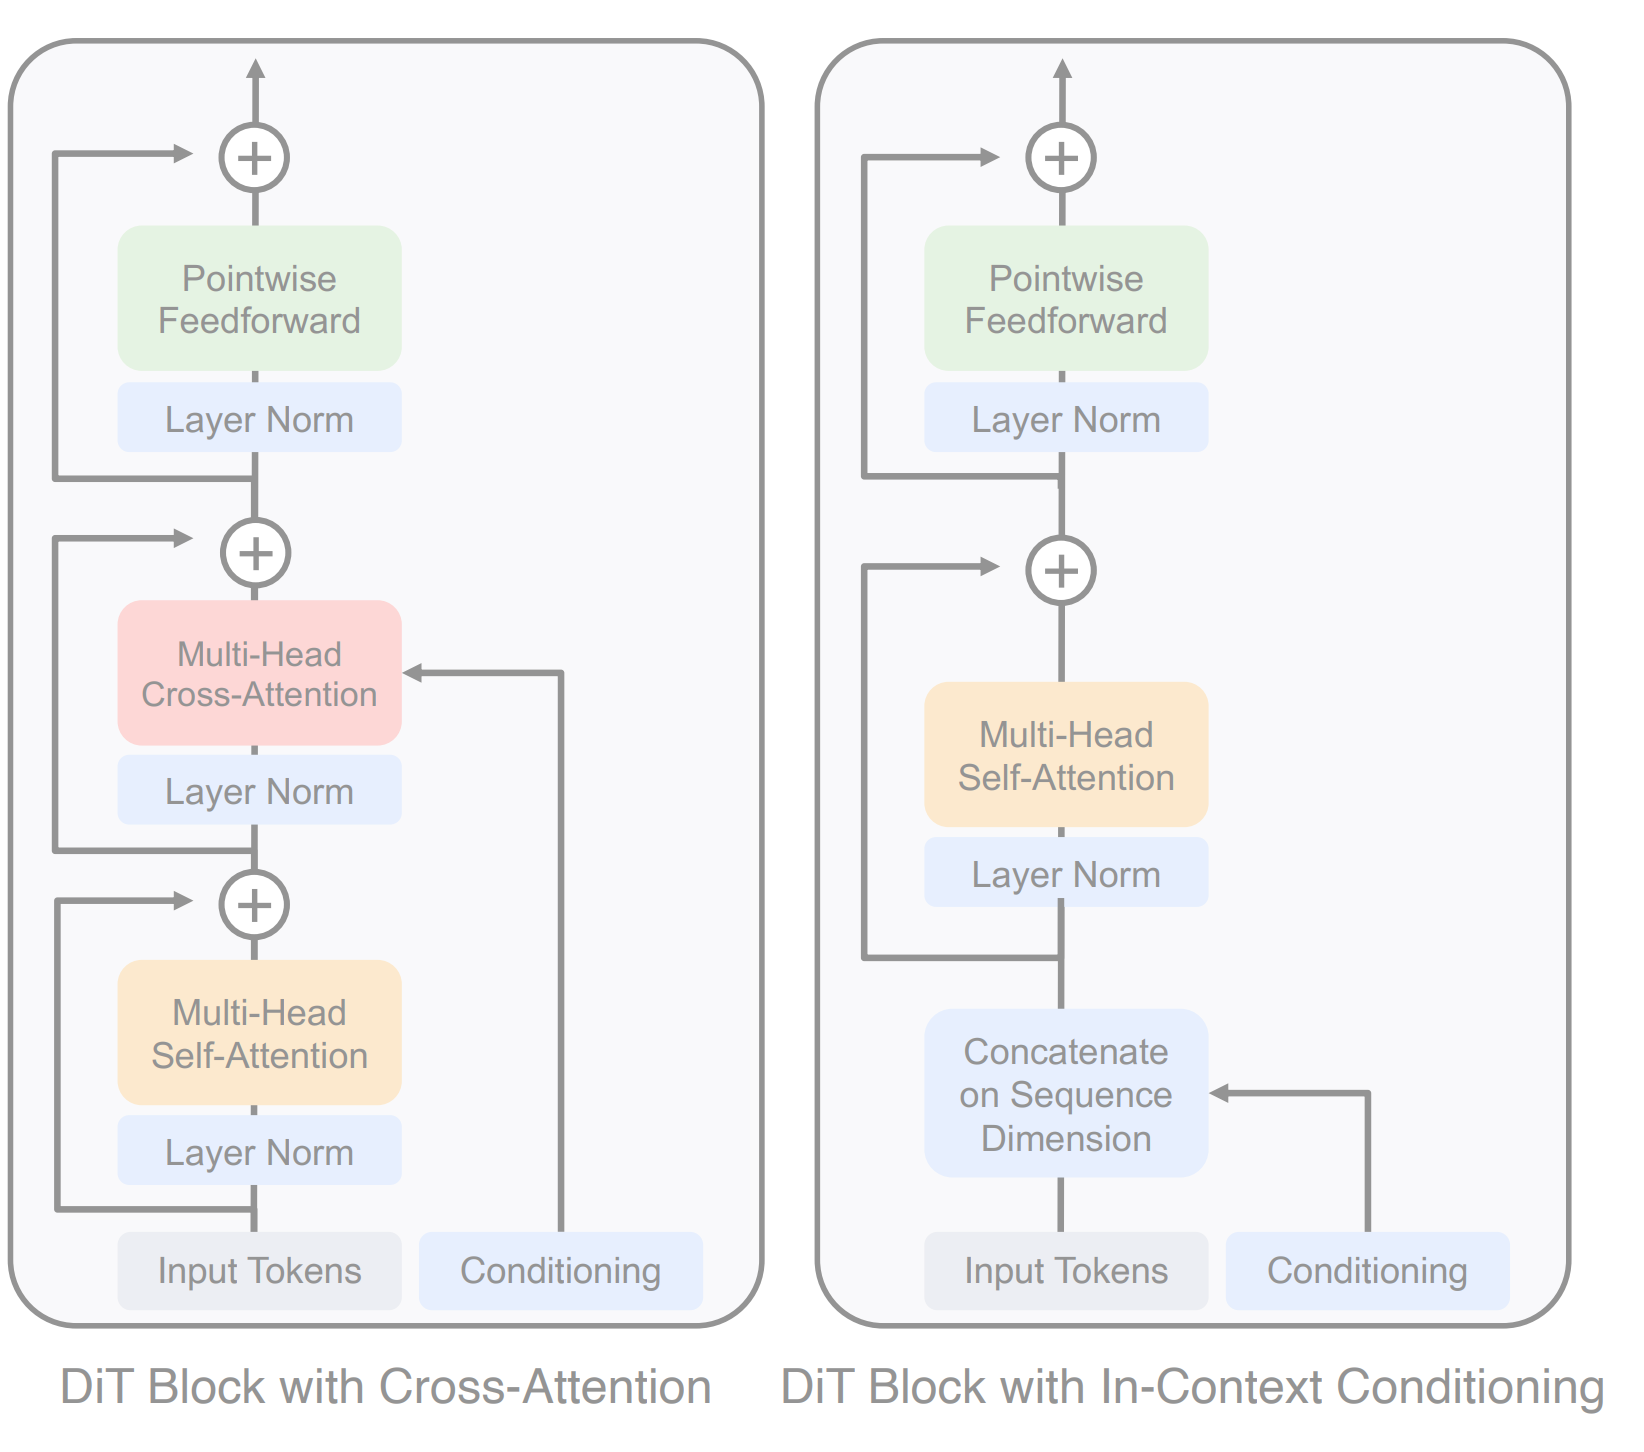 Pointwise
Feedforward
Layer Norm
Multi-Head
Cross-Attention
Layer Norm
Multi-Head
Self-Attention
Layer Norm
Input Tokens
Conditioning
DiT Block with Cross-Attention
Pointwise
Feedforward
Layer Norm
Multi-Head
Self-Attention
Layer Norm
Concatenate
on Sequence
Dimension
Input Tokens
Conditioning
DiT Block with In-Context Conditioning